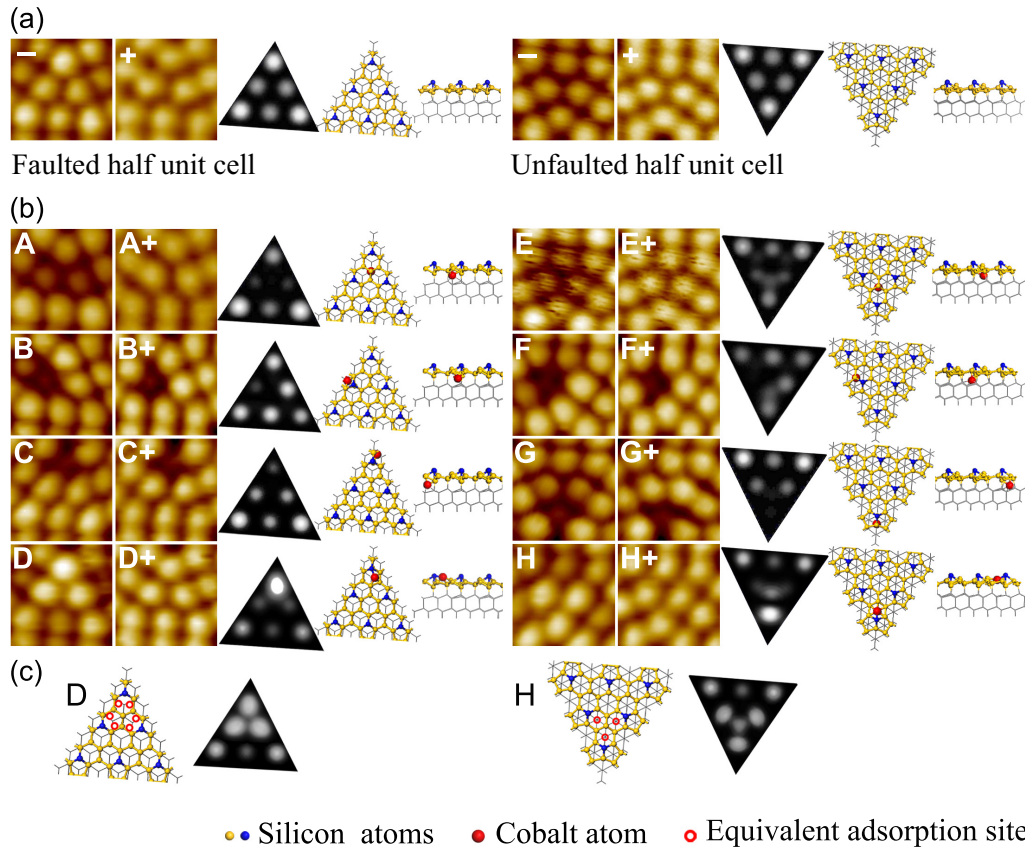 (a)
− + − +
Faulted half unit cell Unfaulted half unit cell
(b)
A A+ E E+
B B+ F F+
C C+ G G+
D D+ H H+
(c)
D H
Silicon atoms Cobalt atom Equivalent adsorption site